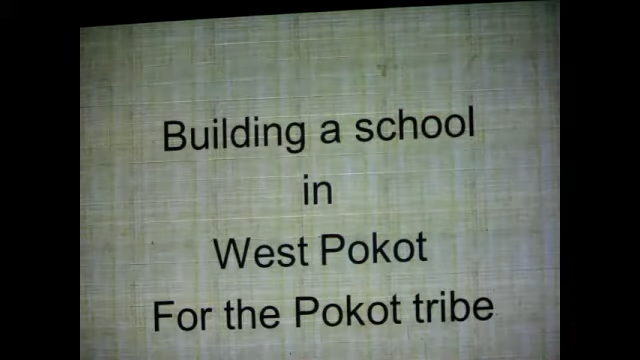 Building a school
in
West Pokot
For the Pokot tribe